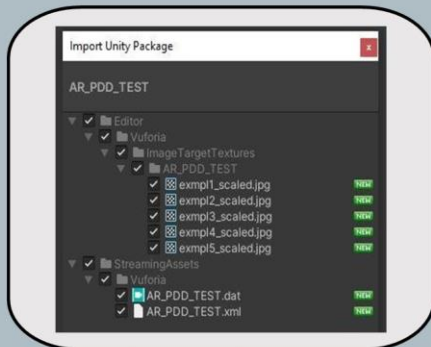 Import Unity Package x
AR_PDD_TEST
Editor
Vuforia
ImageTargetTextures
AR_PDD_TEST
exmpl1_scaled.jpg NEW
exmpl2_scaled.jpg NEW
exmpl3_scaled.jpg NEW
exmpl4_scaled.jpg NEW
exmpl5_scaled.jpg NEW
StreamingAssets
Vuforia
AR_PDD_TEST.dat NEW
AR_PDD_TEST.xml NEW